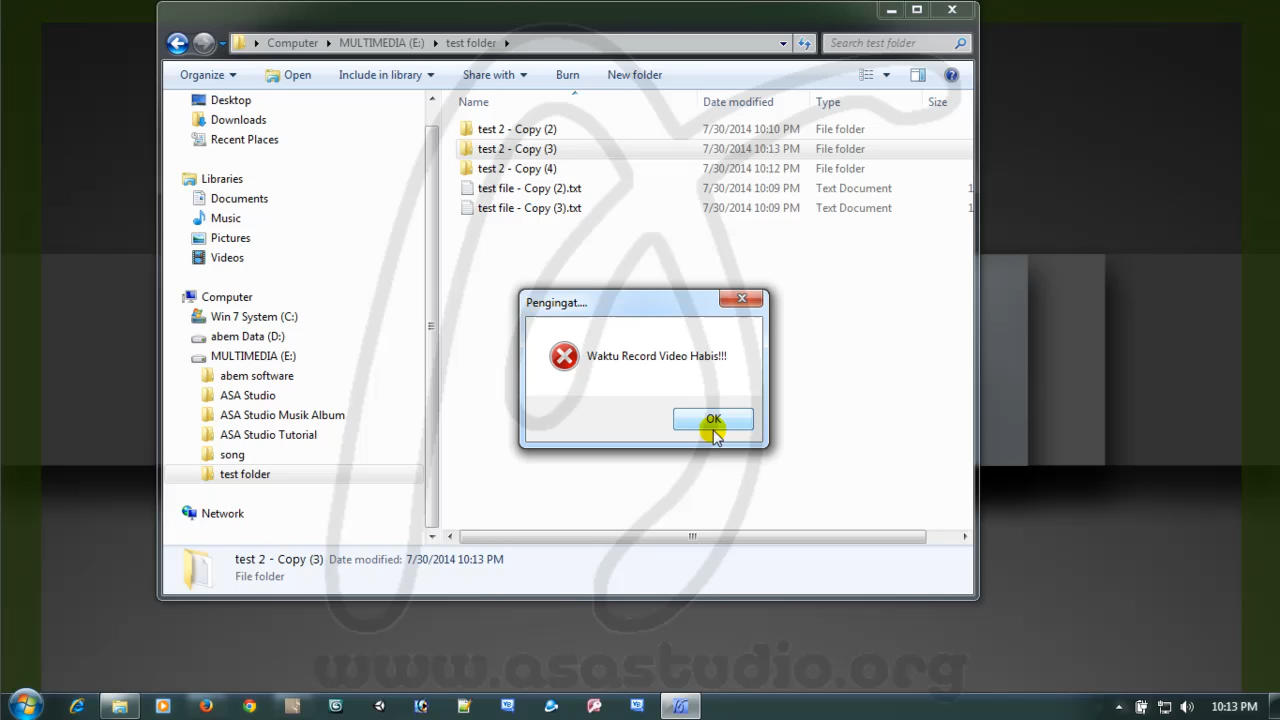 Computer
MULTIMEDIA (E:)
test folder
Search test folder
Organize
Open
Include in library
Share with
Burn
New folder
Desktop
Downloads
Recent Places
Libraries
Documents
Music
Pictures
Videos
Computer
Win 7 System (C:)
abem Data (D:)
MULTIMEDIA (E:)
abem software
ASA Studio
ASA Studio Musik Album
ASA Studio Tutorial
song
test folder
Network
Name Date modified Type Size
test 2 - Copy (2) 7/30/2014 10:10 PM File folder
test 2 - Copy (3) 7/30/2014 10:13 PM File folder
test 2 - Copy (4) 7/30/2014 10:12 PM File folder
test file - Copy (2).txt 7/30/2014 10:09 PM Text Document 1
test file - Copy (3).txt 7/30/2014 10:09 PM Text Document 1
Pengingat....
Waktu Record Video Habis!!!
OK
test 2 - Copy (3) Date modified: 7/30/2014 10:13 PM
File folder
www.asastudio.org
10:13 PM